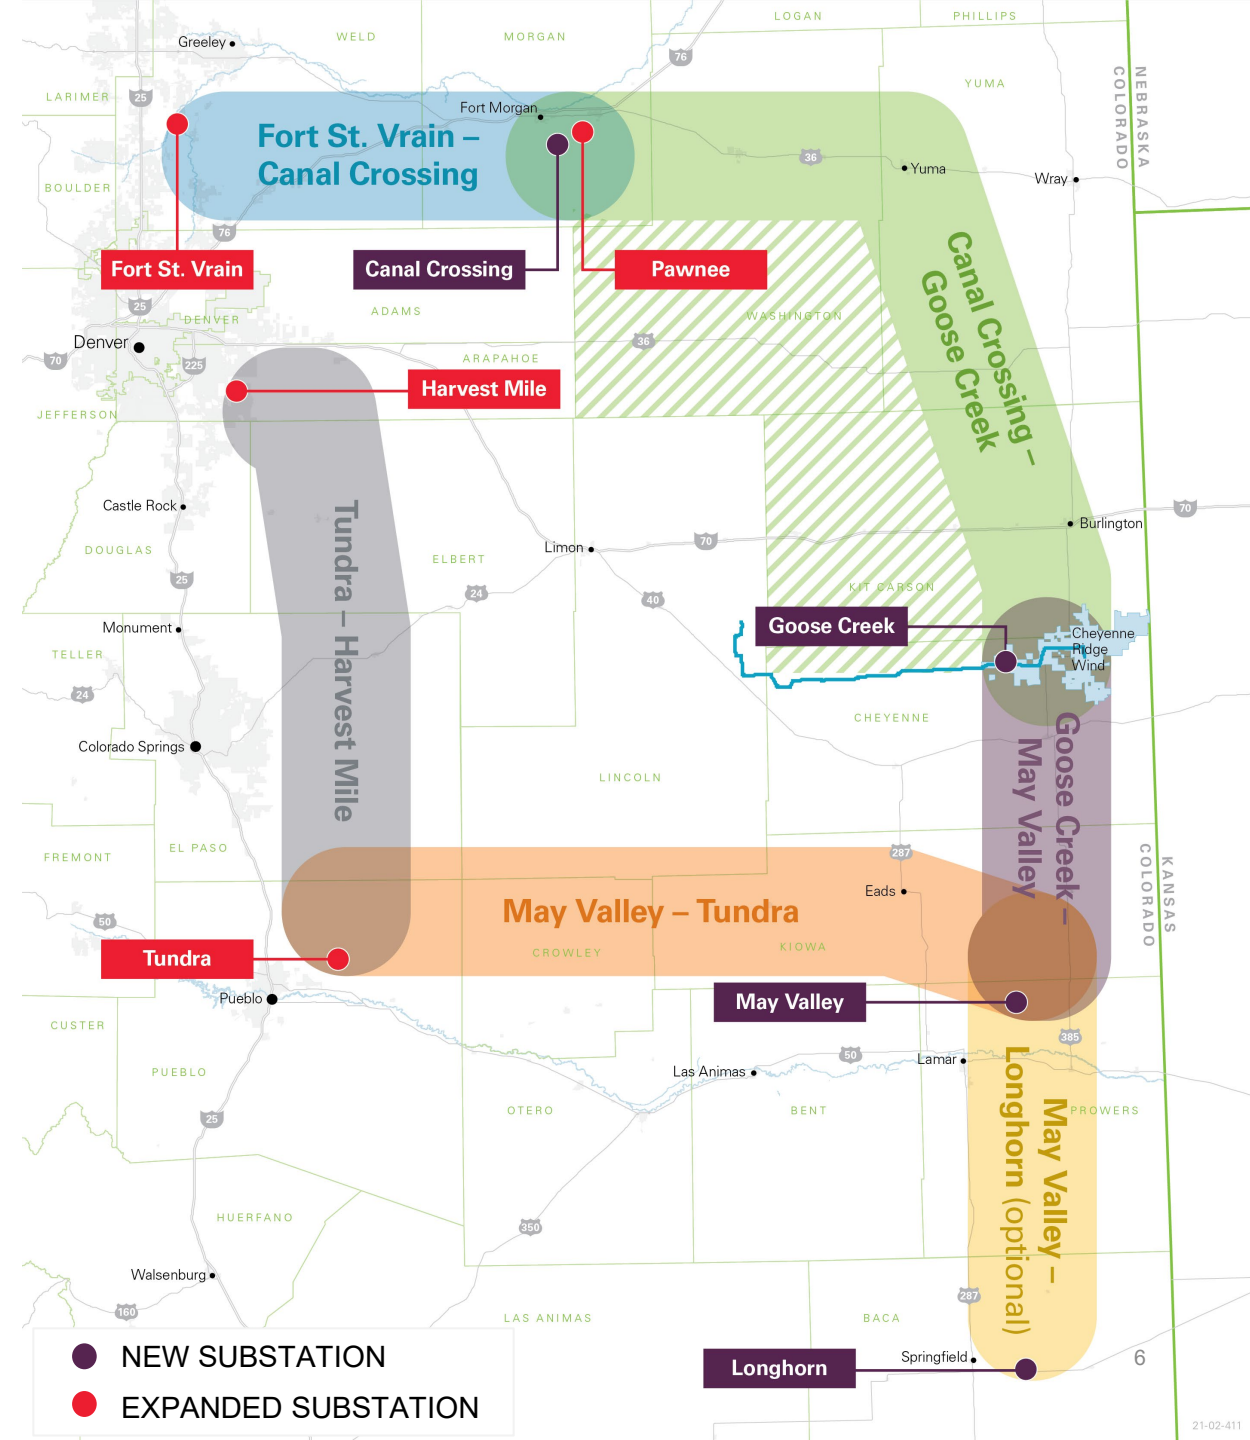 LOGAN
PHILLIPS
Greeley
WELD
MORGAN
76
YUMA
LARIMER
25
NEBRASKA
COLORADO
Fort Morgan
Fort St. Vrain –
Canal Crossing
36
Yuma
Wray
BOULDER
76
Fort St. Vrain
Canal Crossing
Pawnee
Canal Crossing –
Goose Creek
25
DENVER
ADAMS
WASHINGTON
Denver
70
225
36
ARAPAHOE
Harvest Mile
JEFFERSON
Castle Rock
Tundra – Harvest Mile
70
Burlington
DOUGLAS
Limon
70
ELBERT
25
24
40
KIT CARSON
Monument
Goose Creek
Cheyenne
Ridge
Wind
TELLER
24
CHEYENNE
Goose Creek –
May Valley
Colorado Springs
LINCOLN
EL PASO
FREMONT
287
KANSAS
COLORADO
Eads
50
May Valley – Tundra
CROWLEY
KIOWA
Tundra
Pueblo
May Valley
CUSTER
385
50
Lamar
PUEBLO
Las Animas
May Valley –
Longhorn (optional)
OTERO
BENT
PROWERS
25
HUERFANO
350
Walsenburg
287
160
LAS ANIMAS
BACA
NEW SUBSTATION
Springfield
6
Longhorn
EXPANDED SUBSTATION
21-02-411